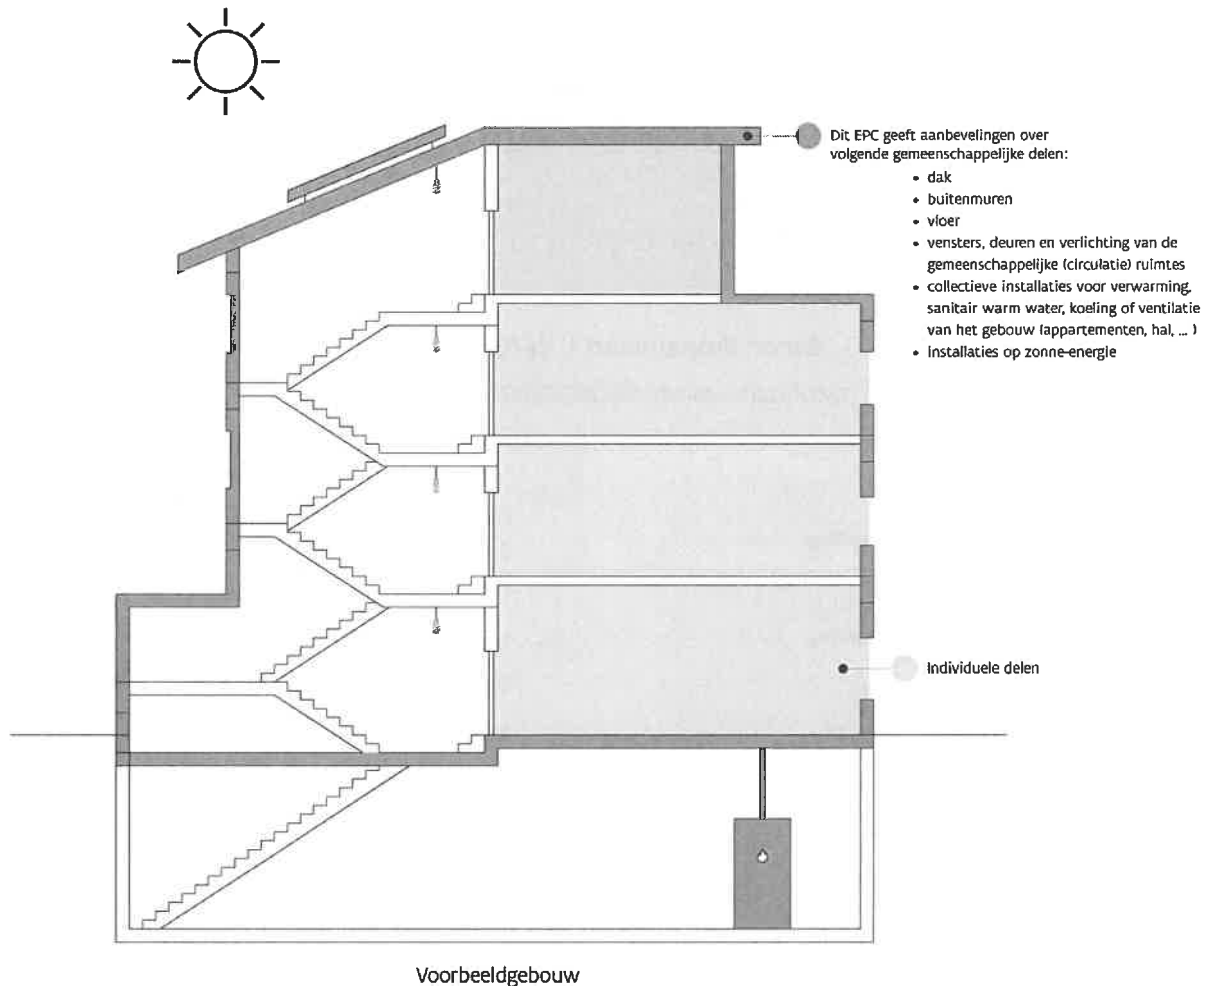 Dit EPC geeft aanbevelingen over
volgende gemeenschappelijke delen:
• dak
• buitenmuren
• vloer
• vensters, deuren en verlichting van de
gemeenschappelijke (circulatie) ruimtes
• collectieve installaties voor verwarming,
sanitair warm water, koeling of ventilatie
van het gebouw (appartementen, hal, ... )
• Installaties op zonne-energie
Individuele delen
Voorbeeldgebouw